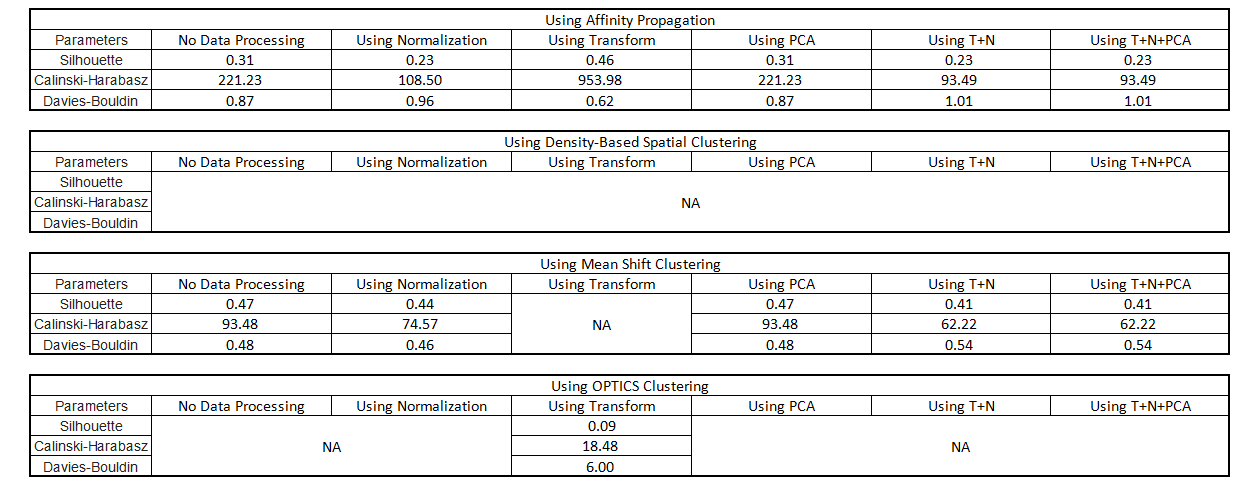 Using Affinity Propagation
Parameters No Data Processing Using Normalization Using Transform Using PCA Using T+N Using T+N+PCA
Silhouette 0.31 0.23 0.46 0.31 0.23 0.23
Calinski-Harabasz 221.23 108.50 953.98 221.23 93.49 93.49
Davies-Bouldin 0.87 0.96 0.62 0.87 1.01 1.01
Using Density-Based Spatial Clustering
Parameters No Data Processing Using Normalization Using Transform Using PCA Using T+N Using T+N+PCA
Silhouette
Calinski-Harabasz NA
Davies-Bouldin
Using Mean Shift Clustering
Parameters No Data Processing Using Normalization Using Transform Using PCA Using T+N Using T+N+PCA
Silhouette 0.47 0.44 0.47 0.41 0.41
Calinski-Harabasz 93.48 74.57 NA 93.48 62.22 62.22
Davies-Bouldin 0.48 0.46 0.48 0.54 0.54
Using OPTICS Clustering
Parameters No Data Processing Using Normalization Using Transform Using PCA Using T+N Using T+N+PCA
Silhouette 0.09
Calinski-Harabasz NA 18.48 NA
Davies-Bouldin 6.00